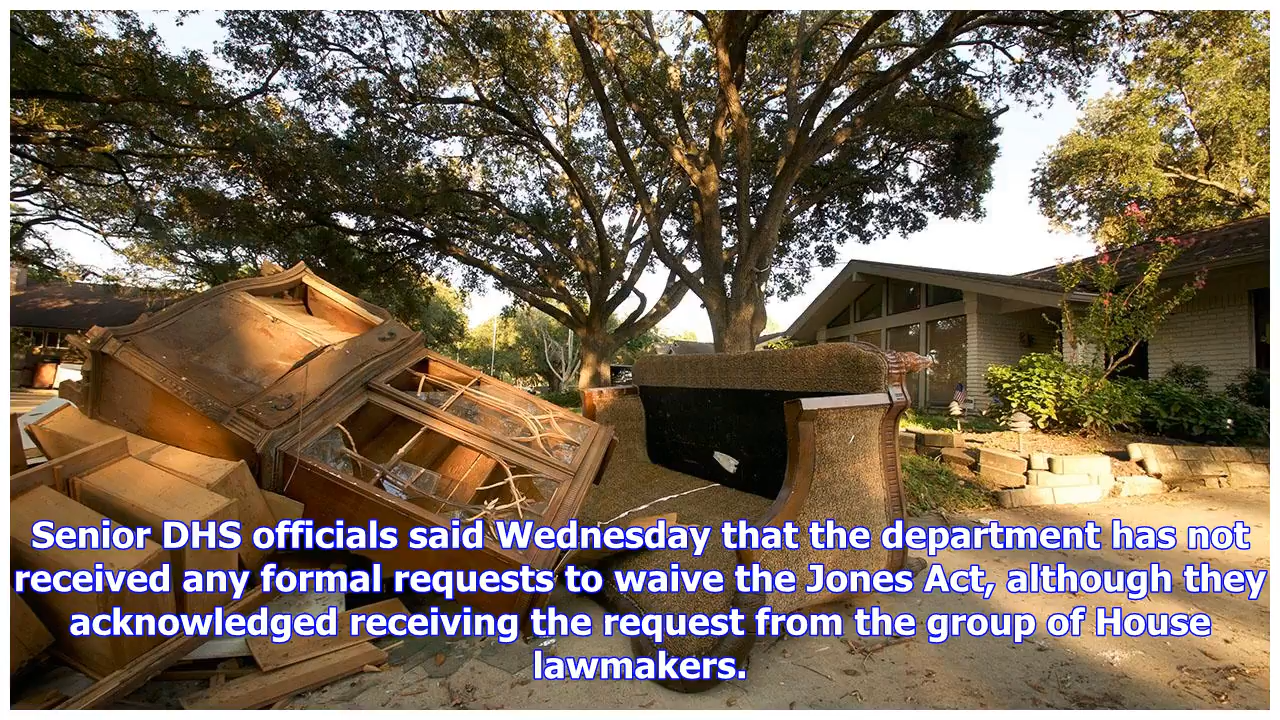 Senior DHS officials said Wednesday that the department has not
received any formal requests to waive the Jones Act, although they
acknowledged receiving the request from the group of House
lawmakers.